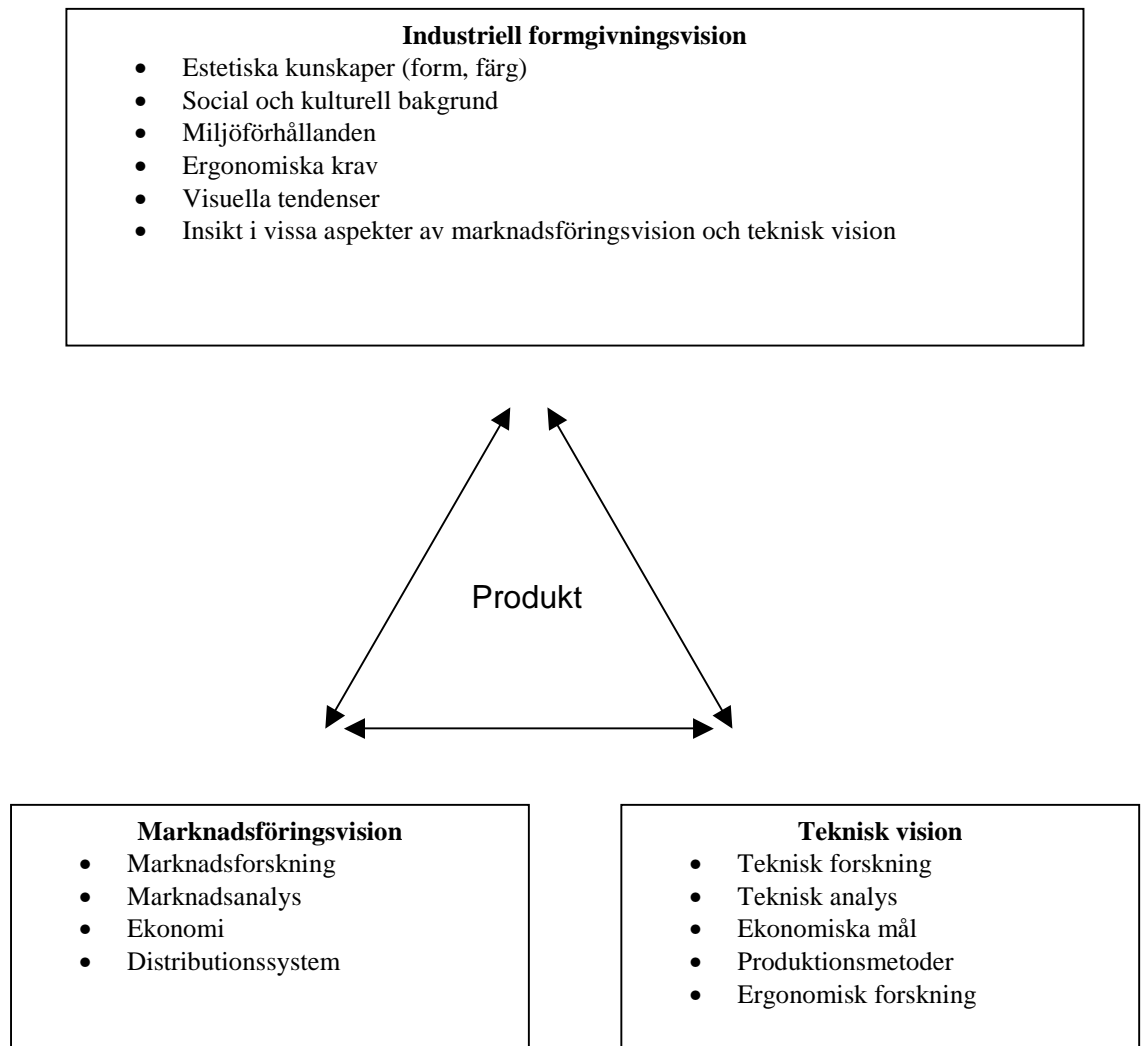 Industriell formgivningsvision
• Estetiska kunskaper (form, färg)
• Social och kulturell bakgrund
• Miljöförhållanden
• Ergonomiska krav
• Visuella tendenser
• Insikt i vissa aspekter av marknadsföringsvision och teknisk vision
Produkt
Marknadsföringsvision
• Marknadsforskning
• Marknadsanalys
• Ekonomi
• Distributionssystem
Teknisk vision
• Teknisk forskning
• Teknisk analys
• Ekonomiska mål
• Produktionsmetoder
• Ergonomisk forskning